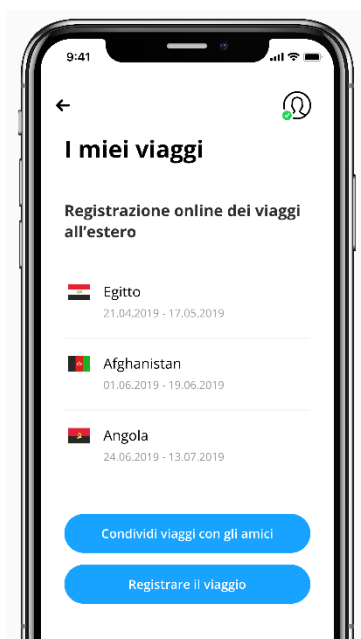 9:41
I miei viaggi
Registrazione online dei viaggi
all'estero
Egitto
21.04.2019 - 17.05.2019
Afghanistan
01.06.2019 - 19.06.2019
Angola
24.06.2019 - 13.07.2019
Condividi viaggi con gli amici
Registrare il viaggio